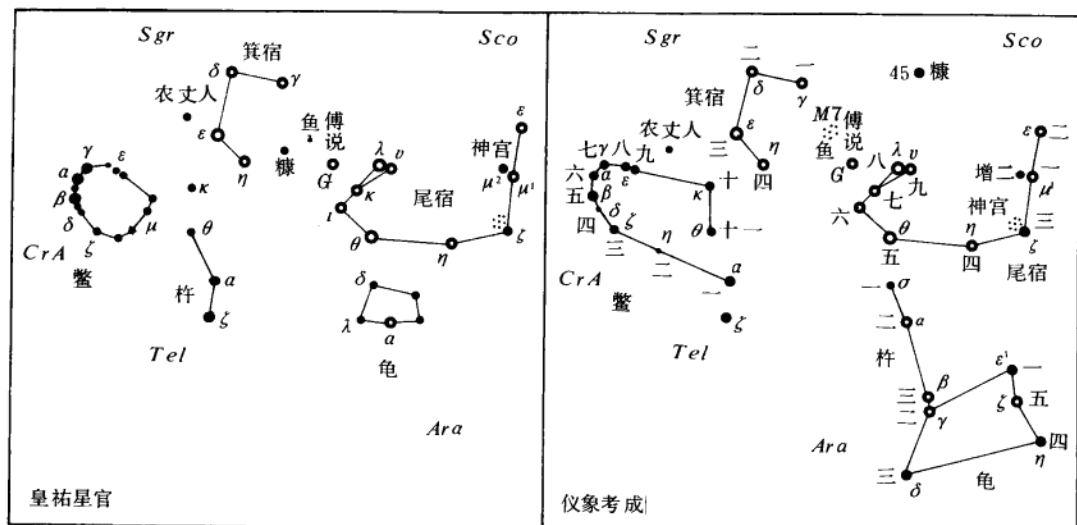 Sgr
Sco
箕宿
δ
γ
农丈人
鱼
傅说
ε
ε
γ
ε
α
η
糠
G
λ
υ
神宫
μ²
μ¹
β
κ
κ
尾宿
ι
δ
μ
ζ
θ
θ
η
ζ
CrA
鳖
杵
α
δ
ζ
λ
α
龟
Tel
Ara
皇祐星官
Sgr
Sco
二
一
δ
γ
45
糠
箕宿
M7
傅说
鱼
农丈人
ε
三
η
四
ε
二
七
γ
八
九
G
八
λ
υ
九
增二
一
μ¹
六
α
ε
κ
十
κ
七
五
β
六
神宫
三
四
δ
ζ
θ
十一
θ
五
η
四
ζ
三
η
尾宿
二
CrA
鳖
α
一
一
σ
ζ
二
α
Tel
杵
ε¹
一
三
β
二
γ
ζ
五
Ara
四
η
三
δ
龟
仪象考成